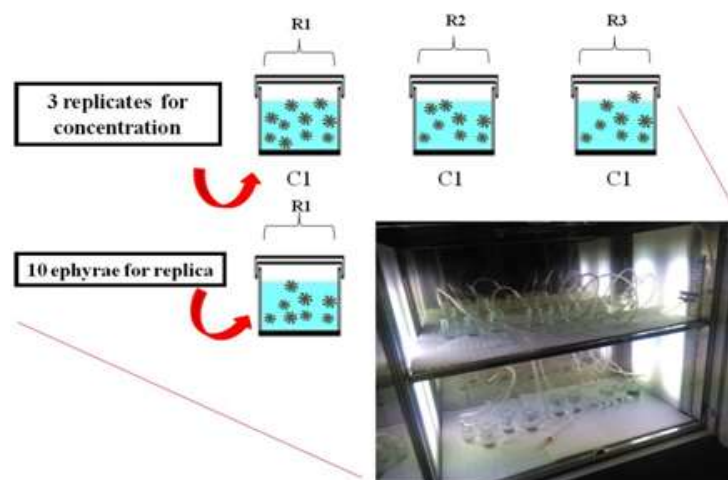 R1
R2
R3
3 replicates for
concentration
C1
C1
C1
R1
10 ephyrae for replica